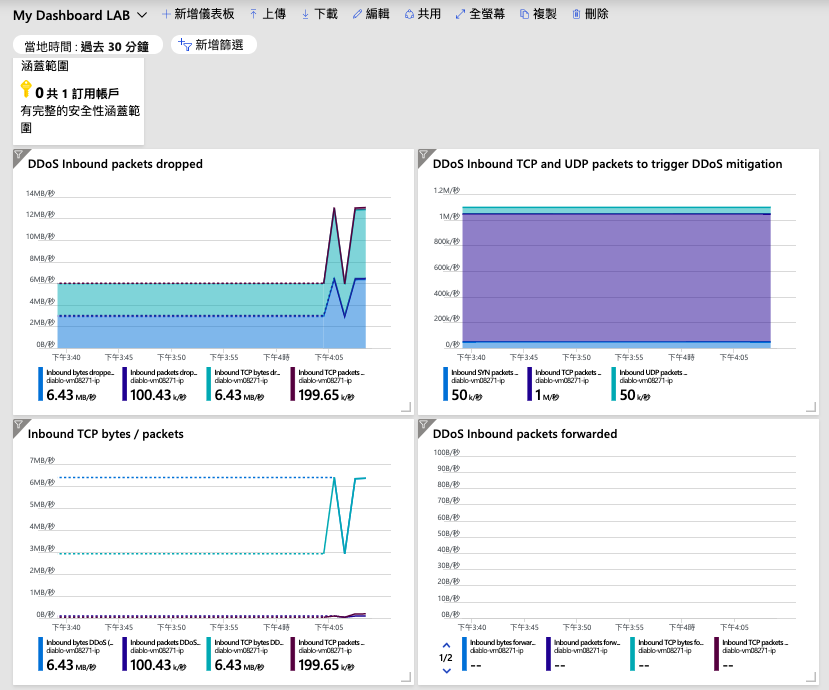 My Dashboard LAB
新增儀表板
上傳
下載
編輯
共用
全螢幕
複製
刪除
當地時間 : 過去 30 分鐘
新增篩選
涵蓋範圍
0 共 1 訂用帳戶
有完整的安全性涵蓋範
圍
DDoS Inbound packets dropped
14MB/秒
12MB/秒
10MB/秒
8MB/秒
6MB/秒
4MB/秒
2MB/秒
0B/秒
下午3:40
下午3:45
下午3:50
下午3:55
下午4時
下午4:05
Inbound bytes droppe...
diablo-vm08271-ip
6.43 MB/秒
Inbound packets drop...
diablo-vm08271-ip
100.43 k/秒
Inbound TCP bytes dr...
diablo-vm08271-ip
6.43 MB/秒
Inbound TCP packets ...
diablo-vm08271-ip
199.65 k/秒
DDoS Inbound TCP and UDP packets to trigger DDoS mitigation
1.2M/秒
1M/秒
800k/秒
600k/秒
400k/秒
200k/秒
0/秒
下午3:40
下午3:45
下午3:50
下午3:55
下午4時
下午4:05
Inbound SYN packets ...
diablo-vm08271-ip
50 k/秒
Inbound TCP packets ...
diablo-vm08271-ip
1 M/秒
Inbound UDP packets ...
diablo-vm08271-ip
50 k/秒
Inbound TCP bytes / packets
7MB/秒
6MB/秒
5MB/秒
4MB/秒
3MB/秒
2MB/秒
1MB/秒
0B/秒
下午3:40
下午3:45
下午3:50
下午3:55
下午4時
下午4:05
Inbound bytes DDoS (...
diablo-vm08271-ip
6.43 MB/秒
Inbound packets DDoS...
diablo-vm08271-ip
100.43 k/秒
Inbound TCP bytes DD...
diablo-vm08271-ip
6.43 MB/秒
Inbound TCP packets ...
diablo-vm08271-ip
199.65 k/秒
DDoS Inbound packets forwarded
100B/秒
90B/秒
80B/秒
70B/秒
60B/秒
50B/秒
40B/秒
30B/秒
20B/秒
10B/秒
0B/秒
下午3:40
下午3:45
下午3:50
下午3:55
下午4時
下午4:05
1/2
Inbound bytes forwar...
diablo-vm08271-ip
--
Inbound packets forw...
diablo-vm08271-ip
--
Inbound TCP bytes fo...
diablo-vm08271-ip
--
Inbound TCP packets ...
diablo-vm08271-ip
--